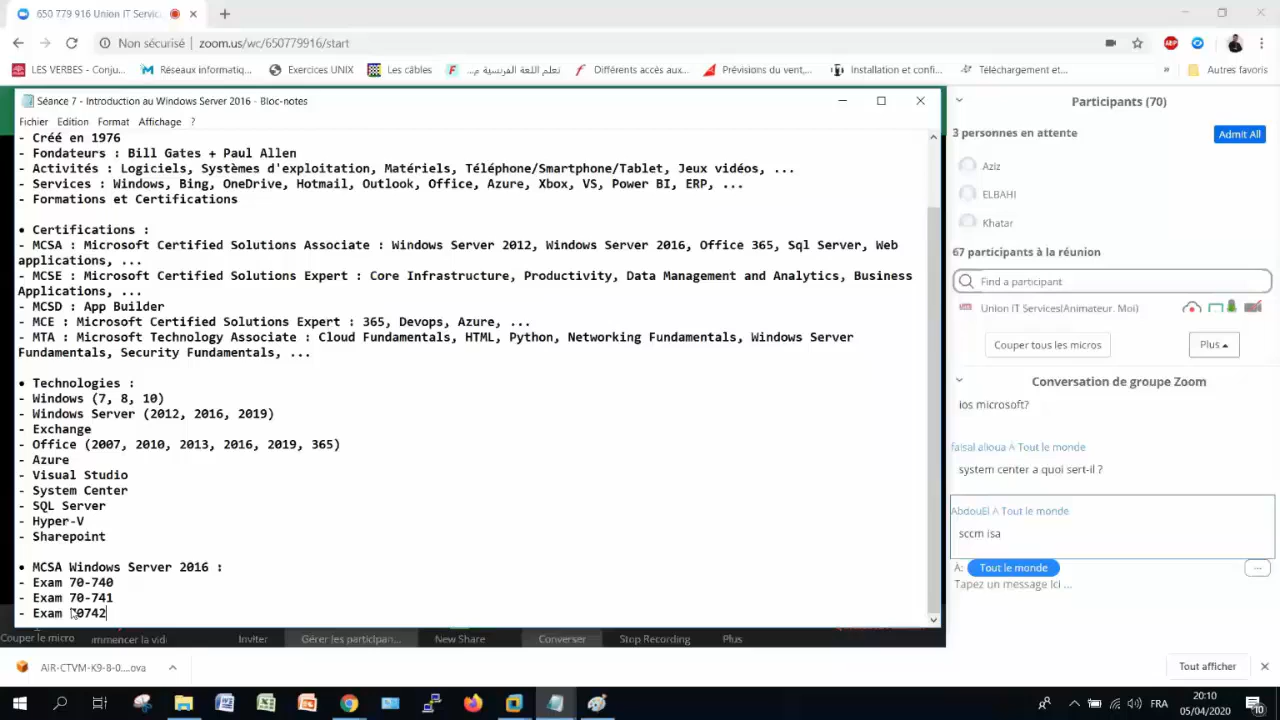 650 779 916 Union IT Servic
Non sécurisé | zoom.us/wc/650779916/start
LES VERBES - Conju...
Réseaux informatiq...
Exercices UNIX
Les câbles
تعلم اللغة الفرنسية م...
Différents accès aux...
Prévisions du vent,...
Installation et confi...
Téléchargement et...
»
Autres favoris
Séance 7 - Introduction au Windows Server 2016 - Bloc-notes
Fichier Edition Format Affichage ?
- Créé en 1976
- Fondateurs : Bill Gates + Paul Allen
- Activités : Logiciels, Systèmes d'exploitation, Matériels, Téléphone/Smartphone/Tablet, Jeux vidéos, ...
- Services : Windows, Bing, OneDrive, Hotmail, Outlook, Office, Azure, Xbox, VS, Power BI, ERP, ...
- Formations et Certifications
• Certifications :
- MCSA : Microsoft Certified Solutions Associate : Windows Server 2012, Windows Server 2016, Office 365, Sql Server, Web
applications, ...
- MCSE : Microsoft Certified Solutions Expert : Core Infrastructure, Productivity, Data Management and Analytics, Business
Applications, ...
- MCSD : App Builder
- MCE : Microsoft Certified Solutions Expert : 365, Devops, Azure, ...
- MTA : Microsoft Technology Associate : Cloud Fundamentals, HTML, Python, Networking Fundamentals, Windows Server
Fundamentals, Security Fundamentals, ...
• Technologies :
- Windows (7, 8, 10)
- Windows Server (2012, 2016, 2019)
- Exchange
- Office (2007, 2010, 2013, 2016, 2019, 365)
- Azure
- Visual Studio
- System Center
- SQL Server
- Hyper-V
- Sharepoint
• MCSA Windows Server 2016 :
- Exam 70-740
- Exam 70-741
- Exam 70742
Participants (70)
3 personnes en attente
Admit All
Aziz
ELBAHI
Khatar
67 participants à la réunion
Find a participant
Union IT Services(Animateur, Moi)
Couper tous les micros
Plus
Conversation de groupe Zoom
ios microsoft?
faisal alioua À Tout le monde
system center a quoi sert-il ?
AbdouEl À Tout le monde
sccm isa
À: Tout le monde
...
Tapez un message ici ...
Couper le micro
mmencer la vidé
Inviter
Gérer les participan...
New Share
Converser
Stop Recording
Plus
AIR-CTVM-K9-8-0....ova
Tout afficher
FRA
20:10
05/04/2020
10